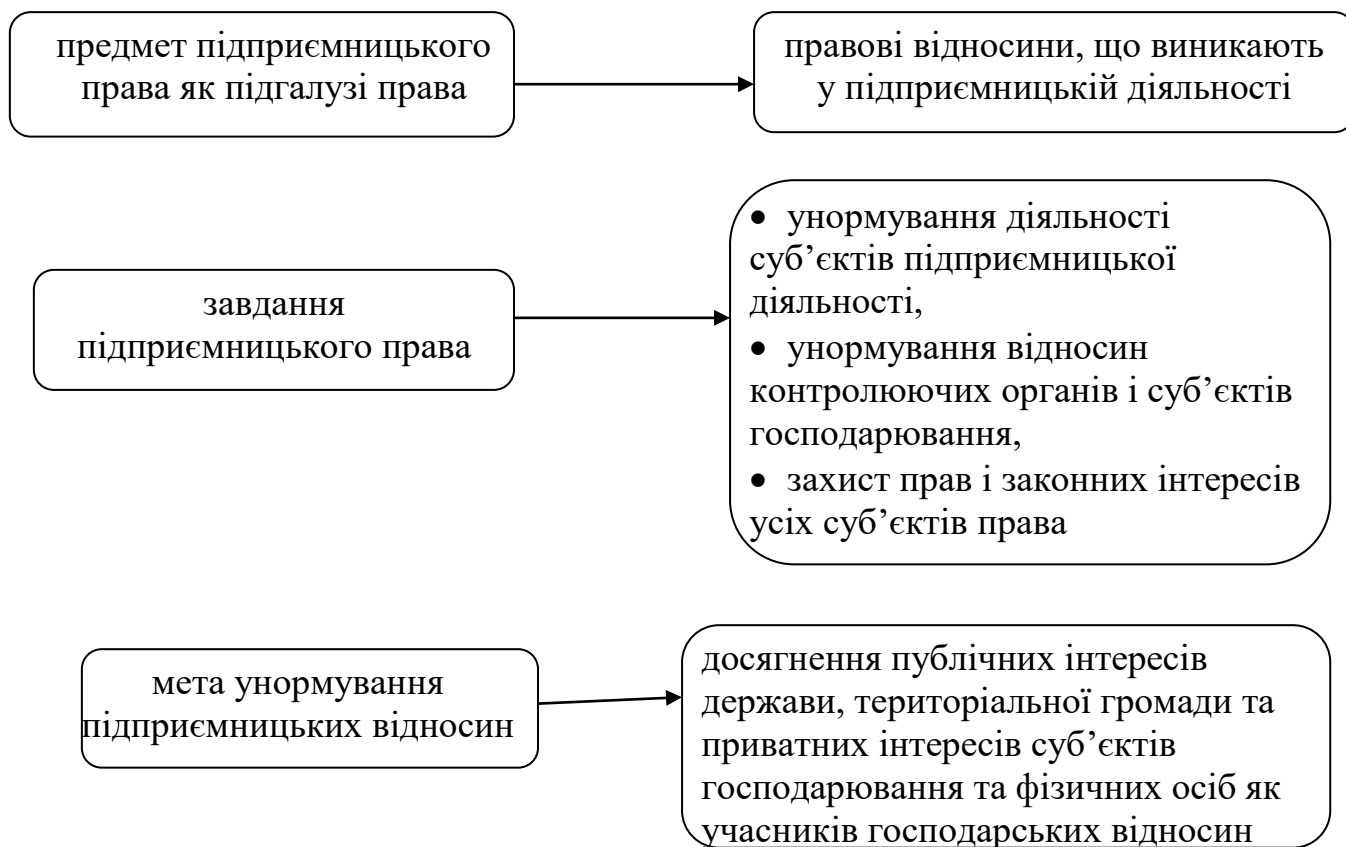 предмет підприємницького
права як підгалузі права
правові відносини, що виникають
у підприємницькій діяльності
завдання
підприємницького права
• унормування діяльності
суб’єктів підприємницької
діяльності,
• унормування відносин
контролюючих органів і суб’єктів
господарювання,
• захист прав і законних інтересів
усіх суб’єктів права
мета унормування
підприємницьких відносин
досягнення публічних інтересів
держави, територіальної громади та
приватних інтересів суб’єктів
господарювання та фізичних осіб як
учасників господарських відносин